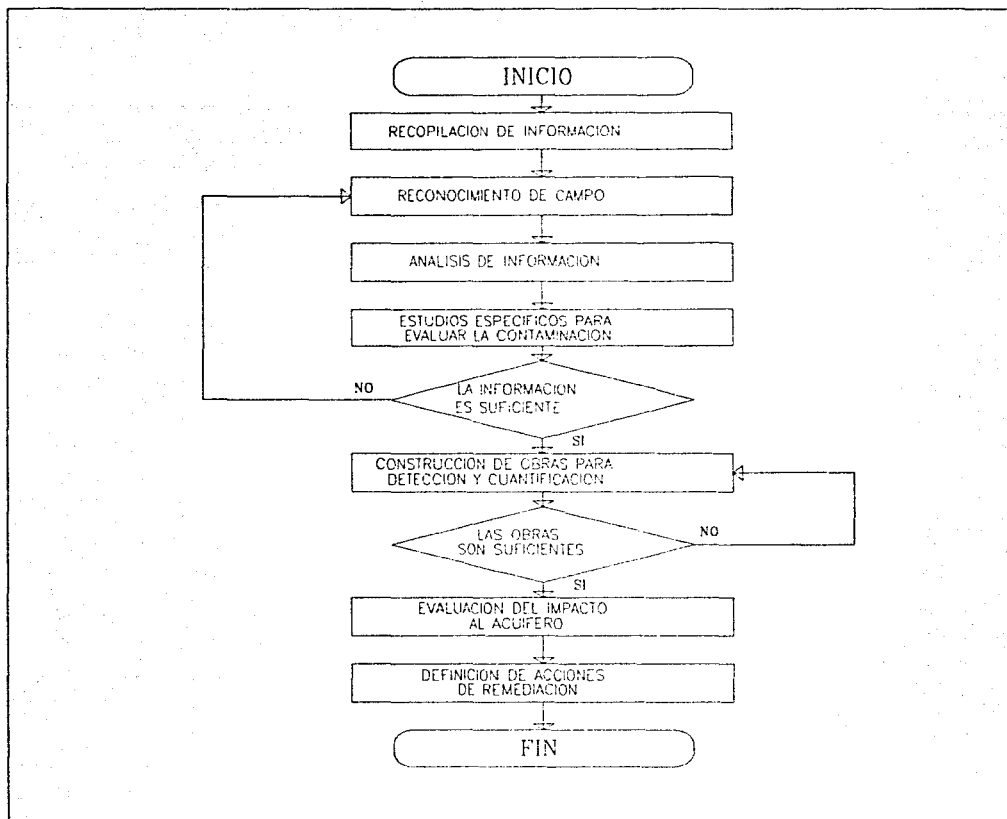 INICIO
RECOPILACION DE INFORMACION
RECONOCIMIENTO DE CAMPO
ANALISIS DE INFORMACION
ESTUDIOS ESPECIFICOS PARA
EVALUAR LA CONTAMINACION
NO
LA INFORMACION
ES SUFICIENTE
SI
CONSTRUCCION DE OBRAS PARA
DETECCION Y CUANTIFICACION
LAS OBRAS
SON SUFICIENTES
NO
SI
EVALUACION DEL IMPACTO
AL ACUIFERO
DEFINICION DE ACCIONES
DE REMEDIACION
FIN